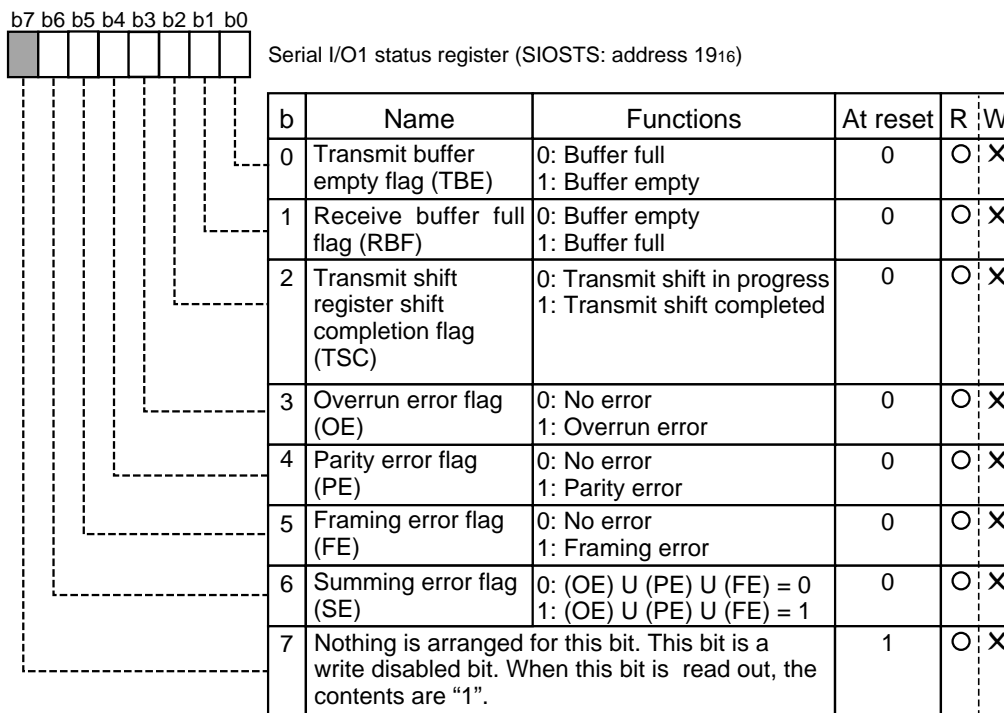 b7 b6 b5 b4 b3 b2 b1 b0
Serial I/O1 status register (SIOSTS: address 1916)
b Name Functions At reset R W
0 Transmit buffer 0: Buffer full 0 O X
empty flag (TBE) 1: Buffer empty
1 Receive buffer full 0: Buffer empty 0 O X
flag (RBF) 1: Buffer full
2 Transmit shift 0: Transmit shift in progress 0 O X
register shift 1: Transmit shift completed
completion flag
(TSC)
3 Overrun error flag 0: No error 0 O X
(OE) 1: Overrun error
4 Parity error flag 0: No error 0 O X
(PE) 1: Parity error
5 Framing error flag 0: No error 0 O X
(FE) 1: Framing error
6 Summing error flag 0: (OE) U (PE) U (FE) = 0 0 O X
(SE) 1: (OE) U (PE) U (FE) = 1
7 Nothing is arranged for this bit. This bit is a 1 O X
write disabled bit. When this bit is read out, the
contents are “1”.